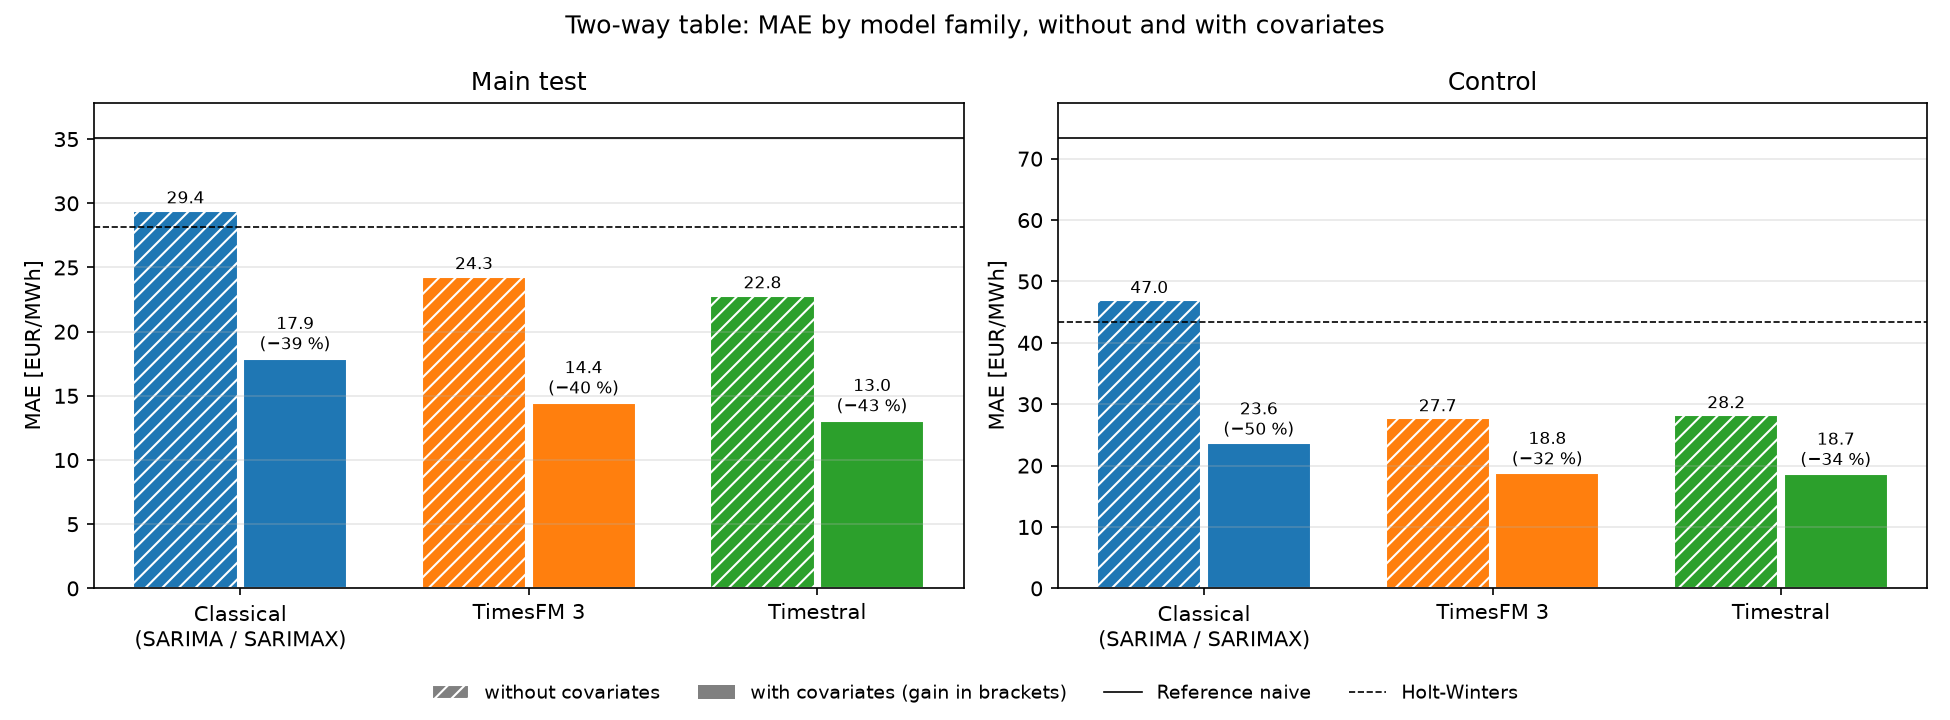 Two-way table: MAE by model family, without and with covariates
Main test
MAE [EUR/MWh]
35
30
25
20
15
10
5
0
29.4
17.9
(−39 %)
24.3
14.4
(−40 %)
22.8
13.0
(−43 %)
Classical
(SARIMA / SARIMAX)
TimesFM 3
Timestral
Control
MAE [EUR/MWh]
70
60
50
40
30
20
10
0
47.0
23.6
(−50 %)
27.7
18.8
(−32 %)
28.2
18.7
(−34 %)
Classical
(SARIMA / SARIMAX)
TimesFM 3
Timestral
without covariates
with covariates (gain in brackets)
Reference naive
Holt-Winters